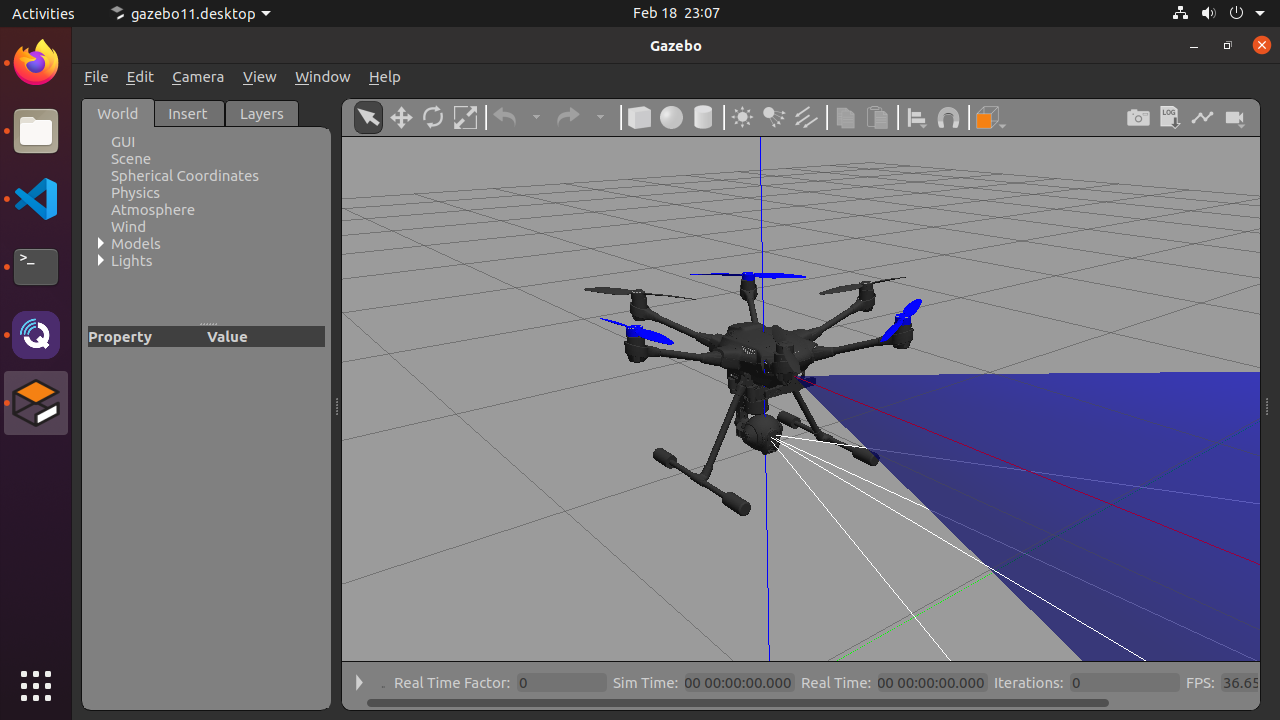 Activities gazebo11.desktop Feb 18 23:07
Gazebo
File Edit Camera View Window Help
World Insert Layers
LOG
GUI
Scene
Spherical Coordinates
Physics
Atmosphere
Wind
Models
Lights
Property Value
>_
Real Time Factor: 0 Sim Time: 00 00:00:00.000 Real Time: 00 00:00:00.000 Iterations: 0 FPS: 36.65